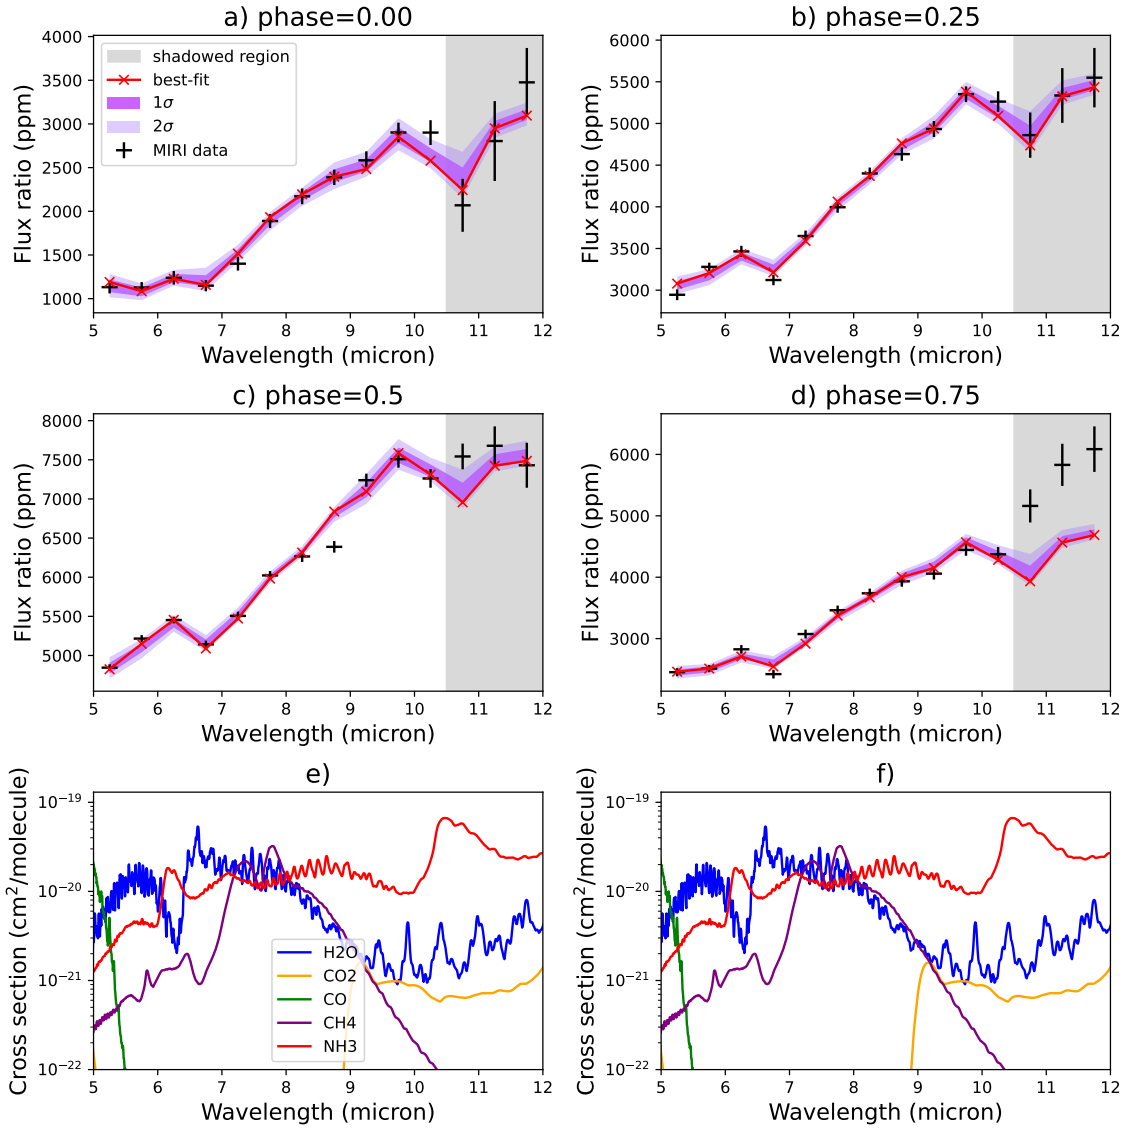 a) phase=0.00
4000
3500
3000
2500
2000
1500
1000
Flux ratio (ppm)
shadowed region
best-fit
1σ
2σ
MIRI data
5 6 7 8 9 10 11 12
Wavelength (micron)
b) phase=0.25
6000
5500
5000
4500
4000
3500
3000
Flux ratio (ppm)
5 6 7 8 9 10 11 12
Wavelength (micron)
c) phase=0.5
8000
7500
7000
6500
6000
5500
5000
Flux ratio (ppm)
5 6 7 8 9 10 11 12
Wavelength (micron)
d) phase=0.75
6000
5000
4000
3000
Flux ratio (ppm)
5 6 7 8 9 10 11 12
Wavelength (micron)
e)
10⁻¹⁹
10⁻²⁰
10⁻²¹
10⁻²²
Cross section (cm²/molecule)
H2O
CO2
CO
CH4
NH3
5 6 7 8 9 10 11 12
Wavelength (micron)
f)
10⁻¹⁹
10⁻²⁰
10⁻²¹
10⁻²²
Cross section (cm²/molecule)
5 6 7 8 9 10 11 12
Wavelength (micron)